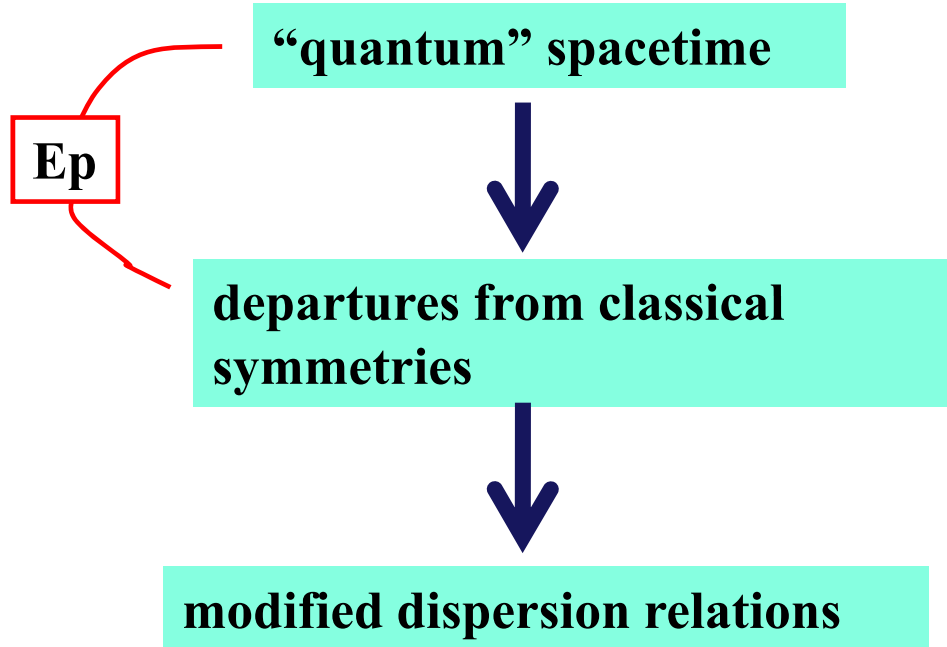 “quantum” spacetime
Ep
departures from classical
symmetries
modified dispersion relations